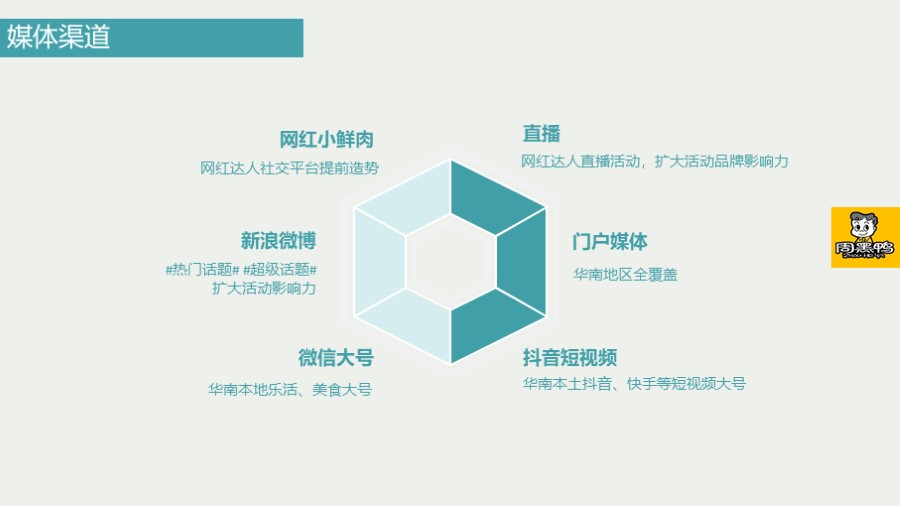 媒体渠道
网红小鲜肉
网红达人社交平台提前造势
直播
网红达人直播活动，扩大活动品牌影响力
新浪微博
#热门话题# #超级话题#
扩大活动影响力
门户媒体
华南地区全覆盖
周黑鸭
微信大号
华南本地乐活、美食大号
抖音短视频
华南本土抖音、快手等短视频大号